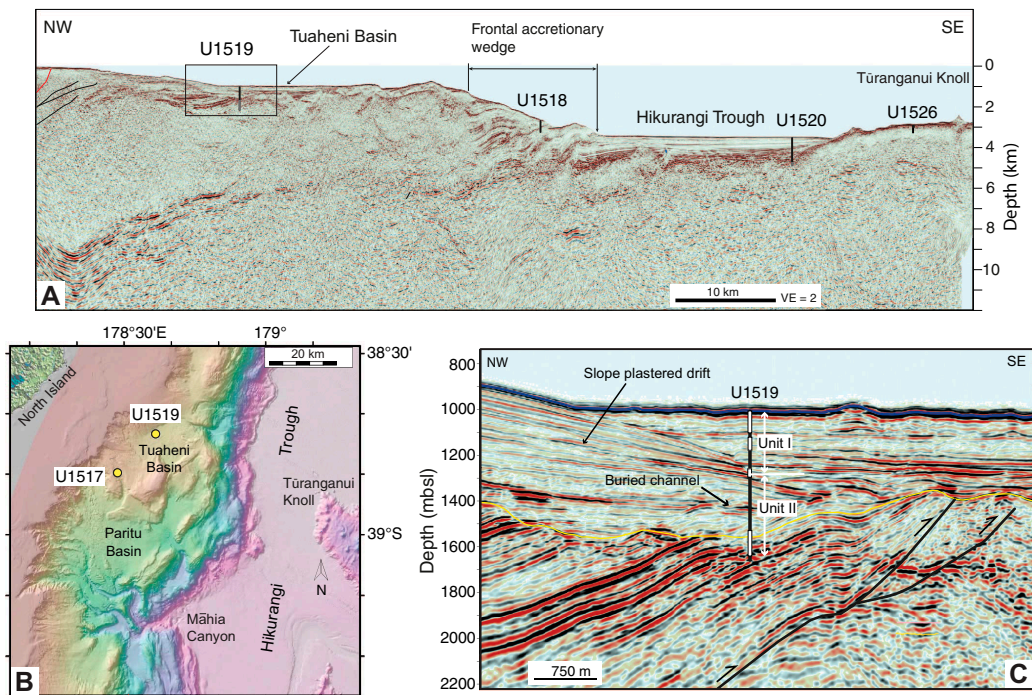 NW
SE
Tuaheni Basin
Frontal accretionary
wedge
U1519
Tūranganui Knoll
U1518
Hikurangi Trough
U1520
U1526
0
1
2
4
6
8
10
Depth (km)
10 km
VE = 2
A
178°30'E
179°
20 km
38°30'
North Island
U1519
Tuaheni
Basin
U1517
Trough
Tūranganui
Knoll
Paritu
Basin
39°S
N
Māhia
Canyon
Hikurangi
B
800
1000
1200
1400
1600
1800
2000
2200
Depth (mbsl)
NW
SE
Slope plastered drift
U1519
Unit I
Buried channel
Unit II
750 m
C